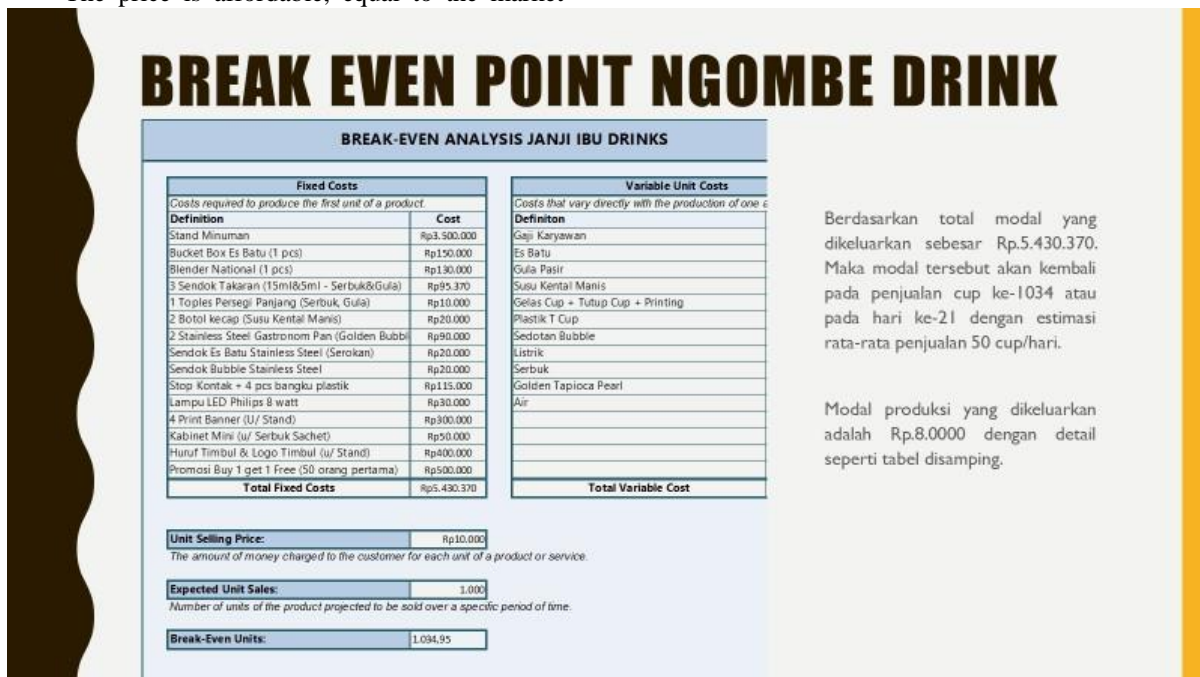 The price is affordable, equal to the market
BREAK EVEN POINT NGOMBE DRINK
BREAK-EVEN ANALYSIS JANJI IBU DRINKS
Fixed Costs
Costs required to produce the first unit of a product.
Definition Cost
Stand Minuman Rp3.500.000
Bucket Box Es Batu (1 pcs) Rp150.000
Blender National (1 pcs) Rp130.000
3 Sendok Takaran (15ml&5ml - Serbuk&Gula) Rp95.370
1 Toples Persegi Panjang (Serbuk, Gula) Rp10.000
2 Botol kecap (Susu Kental Manis) Rp20.000
2 Stainless Steel Gastronom Pan (Golden Bubbl Rp90.000
Sendok Es Batu Stainless Steel (Serokan) Rp20.000
Sendok Bubble Stainless Steel Rp20.000
Stop Kontak + 4 pcs bangku plastik Rp115.000
Lampu LED Philips 8 watt Rp30.000
4 Print Banner (U/ Stand) Rp300.000
Kabinet Mini (u/ Serbuk Sachet) Rp50.000
Huruf Timbul & Logo Timbul (u/ Stand) Rp400.000
Promosi Buy 1 get 1 Free (50 orang pertama) Rp500.000
Total Fixed Costs Rp5.430.370
Variable Unit Costs
Costs that vary directly with the production of one a
Definiton
Gaji Karyawan
Es Batu
Gula Pasir
Susu Kental Manis
Gelas Cup + Tutup Cup + Printing
Plastik T Cup
Sedotan Bubble
Listrik
Serbuk
Golden Tapioca Pearl
Air
Total Variable Cost
Unit Selling Price: Rp10.000
The amount of money charged to the customer for each unit of a product or service.
Expected Unit Sales: 1.000
Number of units of the product projected to be sold over a specific period of time.
Break-Even Units: 1.034,95
Berdasarkan total modal yang
dikeluarkan sebesar Rp.5.430.370.
Maka modal tersebut akan kembali
pada penjualan cup ke-1034 atau
pada hari ke-21 dengan estimasi
rata-rata penjualan 50 cup/hari.
Modal produksi yang dikeluarkan
adalah Rp.8.0000 dengan detail
seperti tabel disamping.